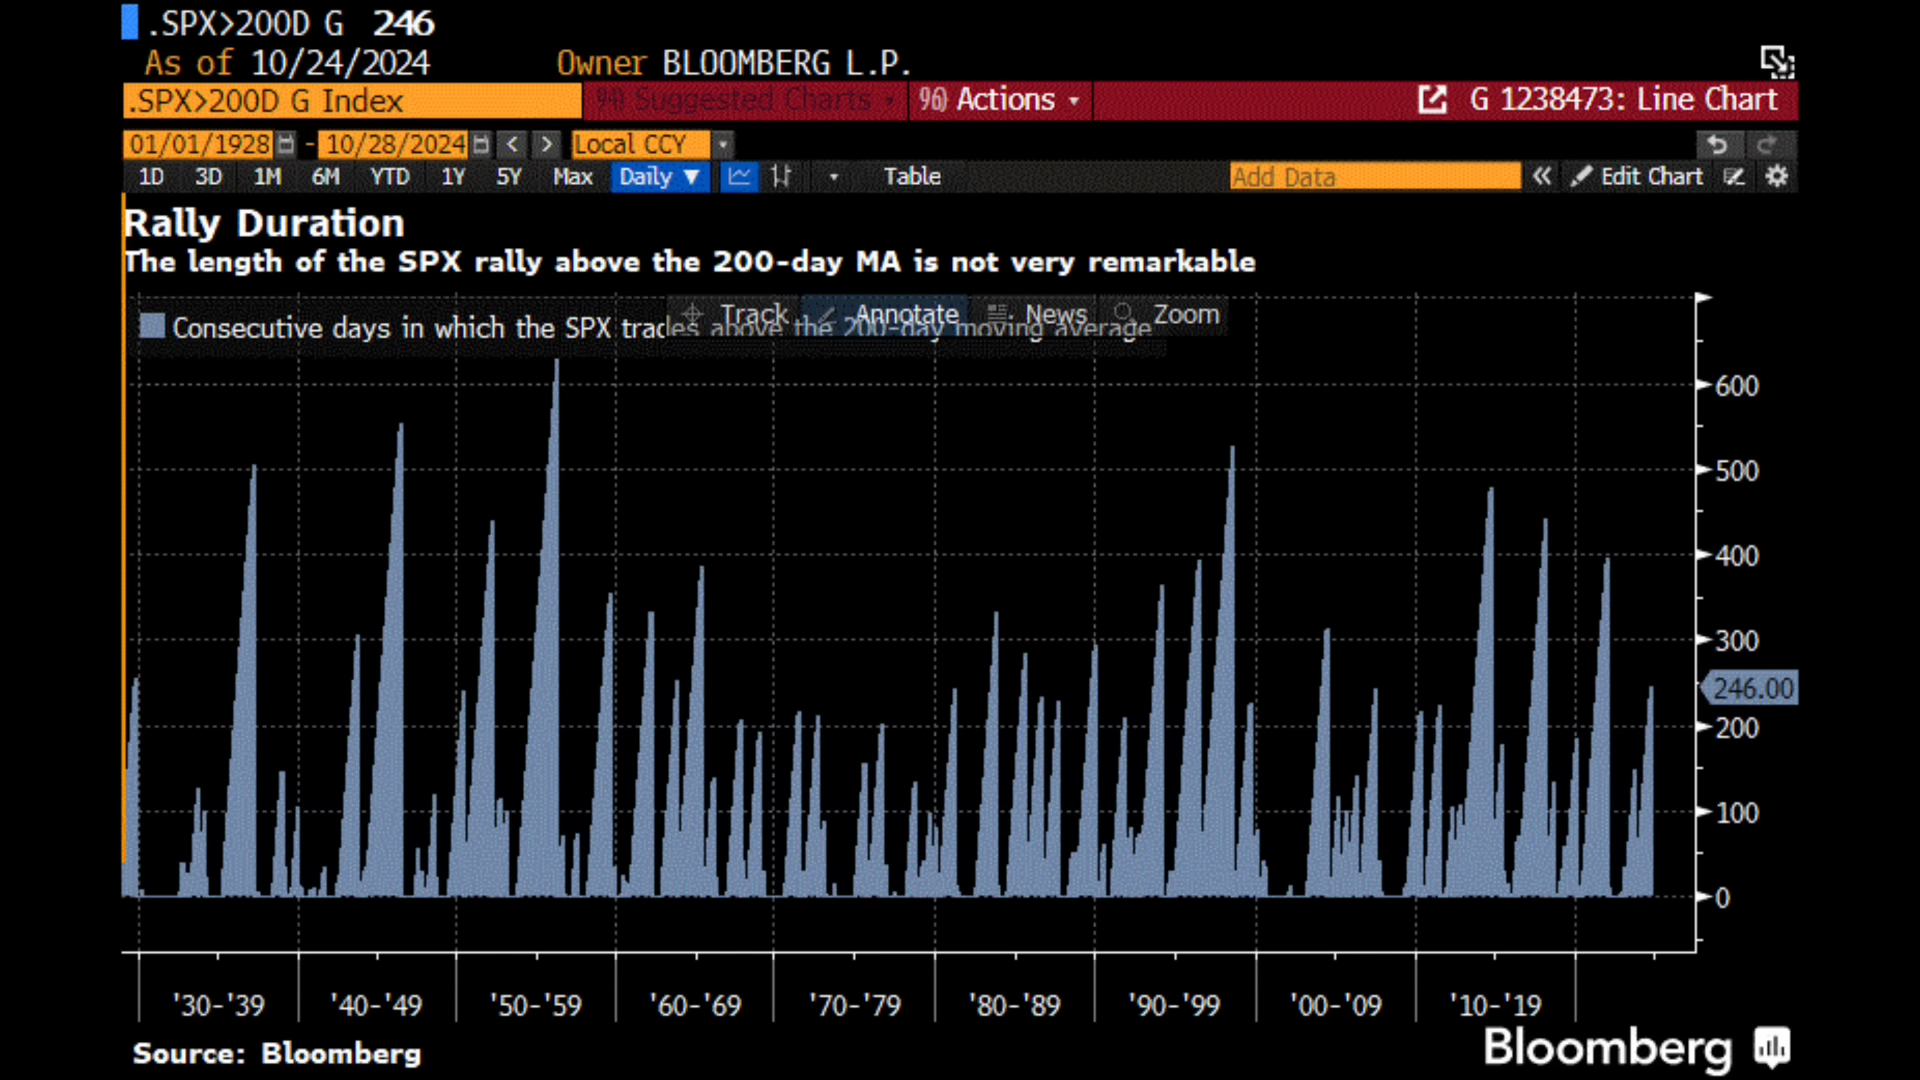 .SPX>200D G 246
As of 10/24/2024 Owner BLOOMBERG L.P.
.SPX>200D G Index 94) Suggested Charts 96) Actions G 1238473: Line Chart
01/01/1928 - 10/28/2024 < > Local CCY
1D 3D 1M 6M YTD 1Y 5Y Max Daily ▼ Table Add Data « Edit Chart
Rally Duration
The length of the SPX rally above the 200-day MA is not very remarkable
Track Annotate News Zoom
Consecutive days in which the SPX trades above the 200-day moving average
600
500
400
300
246.00
200
100
0
'30-'39 '40-'49 '50-'59 '60-'69 '70-'79 '80-'89 '90-'99 '00-'09 '10-'19
Source: Bloomberg
Bloomberg